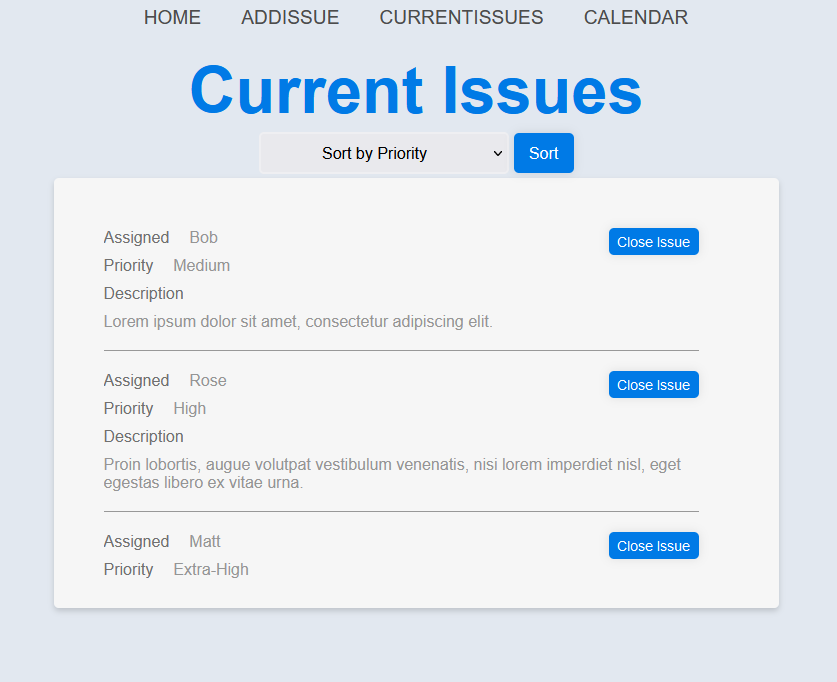 HOME ADDISSUE CURRENTISSUES CALENDAR
Current Issues
Sort by Priority Sort
Assigned Bob Close Issue
Priority Medium
Description
Lorem ipsum dolor sit amet, consectetur adipiscing elit.
Assigned Rose Close Issue
Priority High
Description
Proin lobortis, augue volutpat vestibulum venenatis, nisi lorem imperdiet nisl, eget
egestas libero ex vitae urna.
Assigned Matt Close Issue
Priority Extra-High